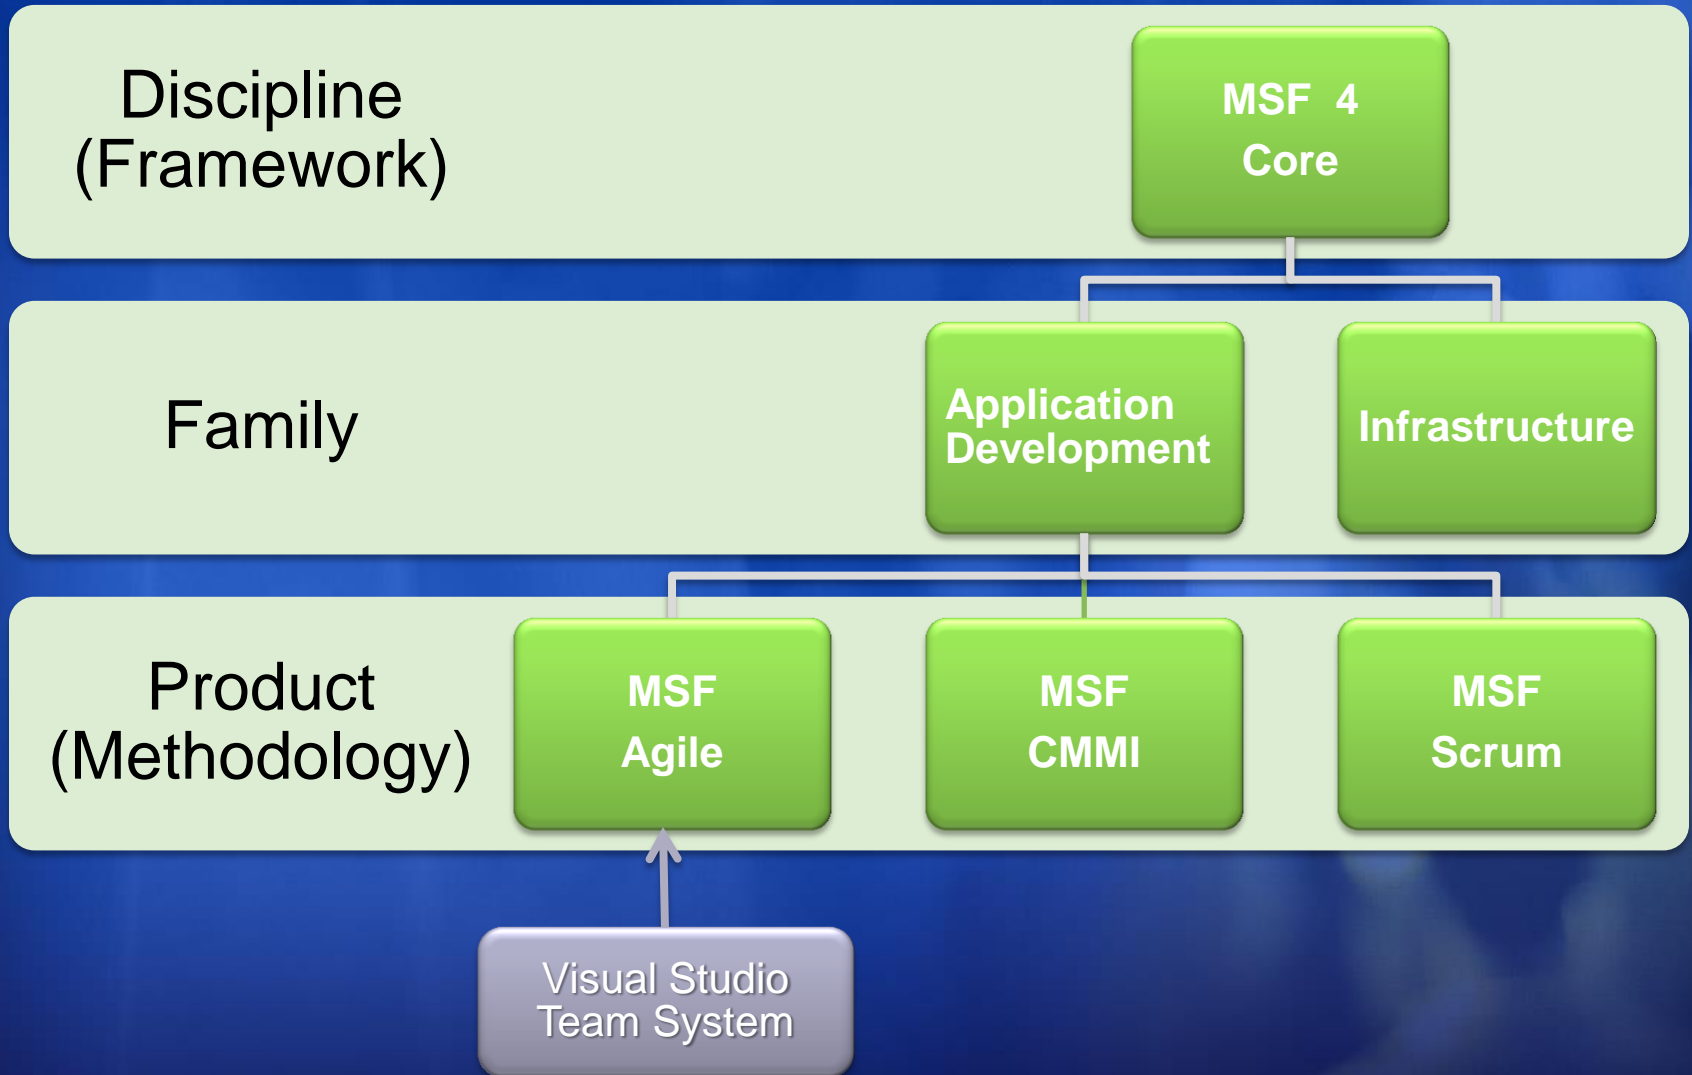 Discipline
(Framework)
MSF 4
Core
Family
Application
Development
Infrastructure
Product
(Methodology)
MSF
Agile
MSF
CMMI
MSF
Scrum
Visual Studio
Team System